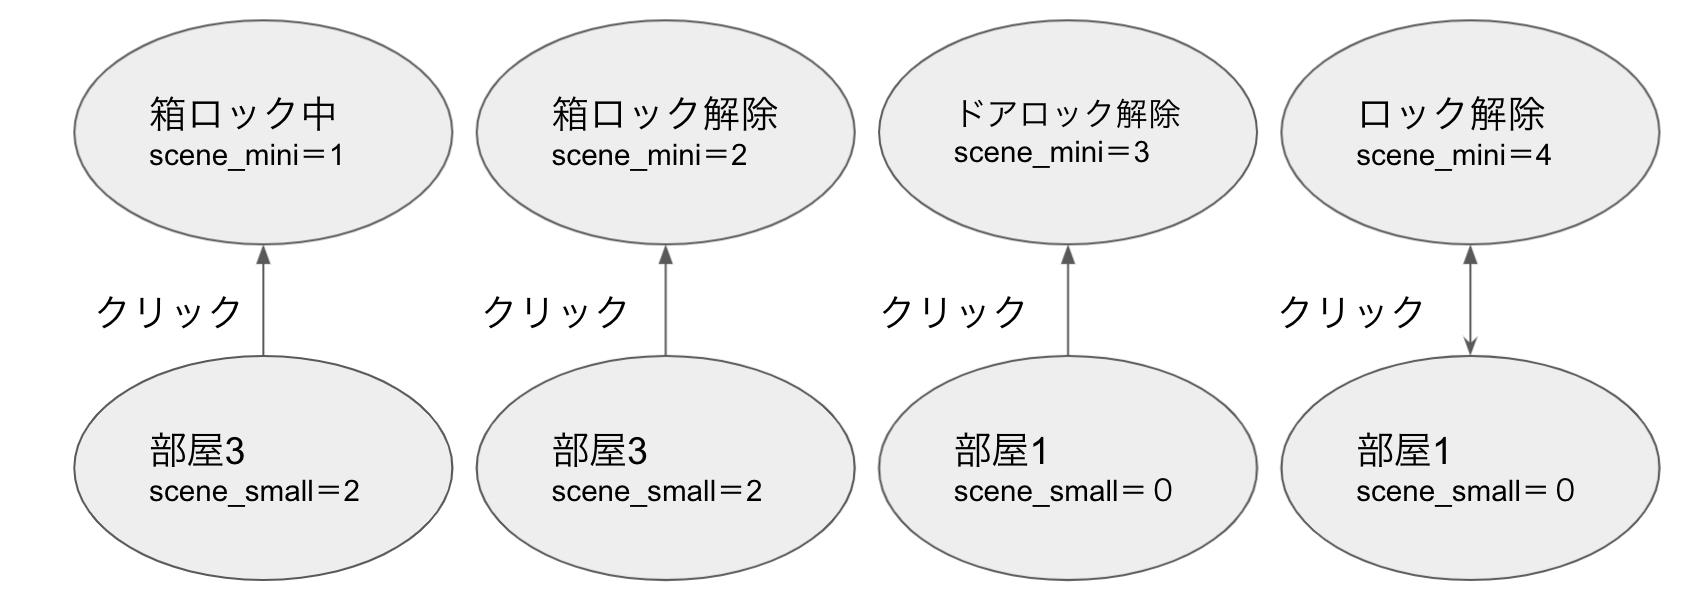 箱ロック中
scene_mini＝1
箱ロック解除
scene_mini＝2
ドアロック解除
scene_mini＝3
ロック解除
scene_mini＝4
クリック
クリック
クリック
クリック
部屋3
scene_small＝2
部屋3
scene_small＝2
部屋1
scene_small＝０
部屋1
scene_small＝０